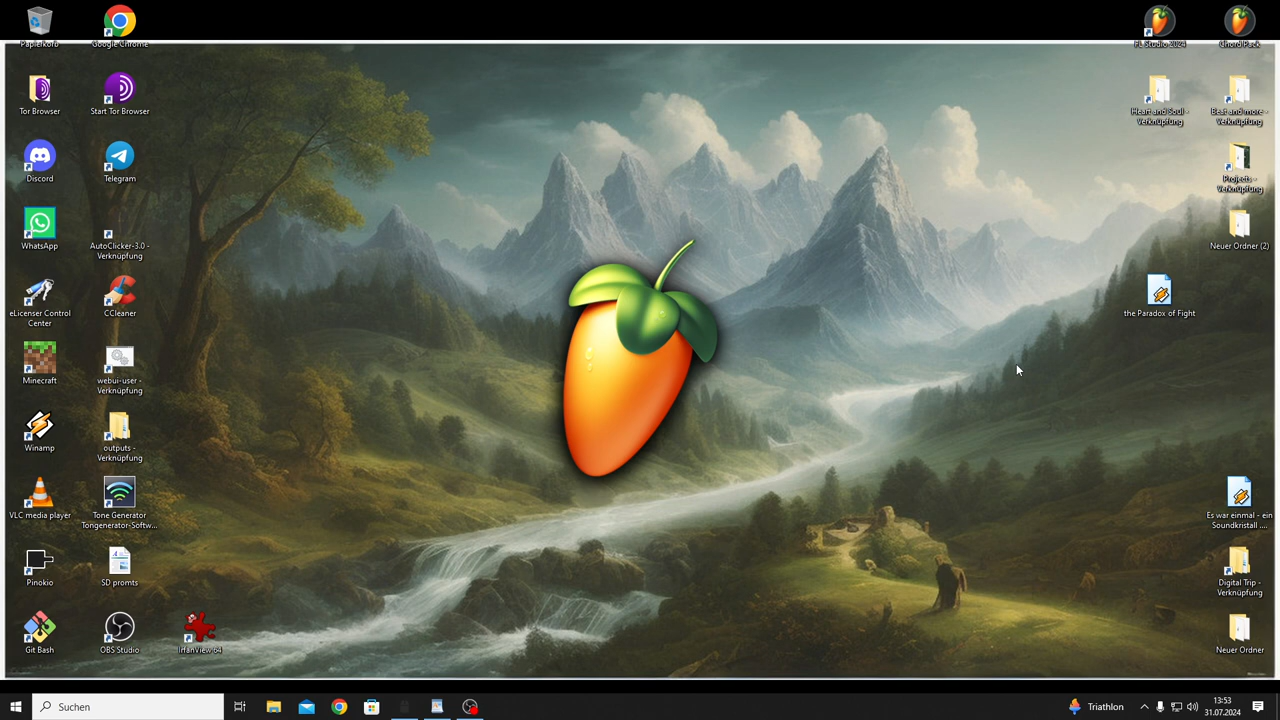 Papierkorb
Google Chrome
FL Studio 2024
Chord Pack
Tor Browser
Start Tor Browser
Heart and Soul -
Verknüpfung
Beat and more -
Verknüpfung
Discord
Telegram
Projects -
Verknüpfung
WhatsApp
AutoClicker-3.0 -
Verknüpfung
Neuer Ordner (2)
eLicenser Control
Center
CCleaner
the Paradox of Fight
Minecraft
webui-user -
Verknüpfung
Winamp
outputs -
Verknüpfung
VLC media player
Tone Generator
Tongenerator-Softw...
Es war einmal - ein
Soundkristall ....
Pinokio
SD promts
Digital Trip -
Verknüpfung
Git Bash
OBS Studio
IrfanView 64
Neuer Ordner
Suchen
Triathlon
13:53
31.07.2024